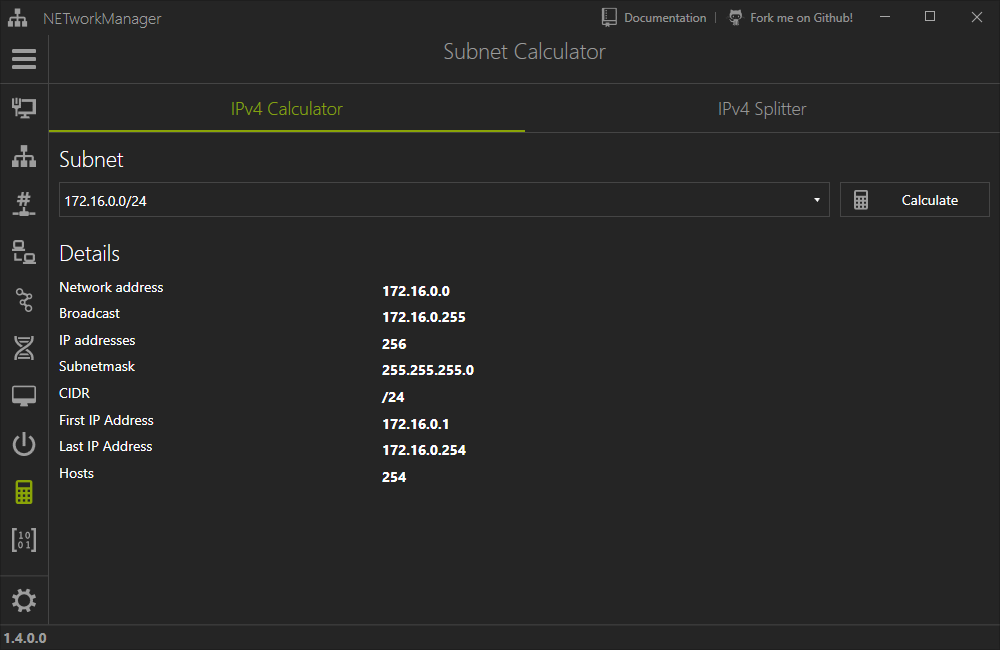 NETworkManager
Documentation | Fork me on Github!
Subnet Calculator
IPv4 Calculator IPv4 Splitter
Subnet
172.16.0.0/24 Calculate
Details
Network address 172.16.0.0
Broadcast 172.16.0.255
IP addresses 256
Subnetmask 255.255.255.0
CIDR /24
First IP Address 172.16.0.1
Last IP Address 172.16.0.254
Hosts 254
#
10
01
1.4.0.0